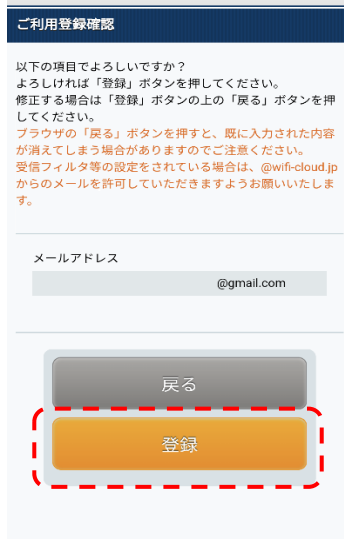 ご利用登録確認
以下の項目でよろしいですか？
よろしければ「登録」ボタンを押してください。
修正する場合は「登録」ボタンの上の「戻る」ボタンを押
してください。
ブラウザの「戻る」ボタンを押すと、既に入力された内容
が消えてしまう場合がありますのでご注意ください。
受信フィルタ等の設定をされている場合は、@wifi-cloud.jp
からのメールを許可していただきますようお願いいたしま
す。
メールアドレス
@gmail.com
戻る
登録